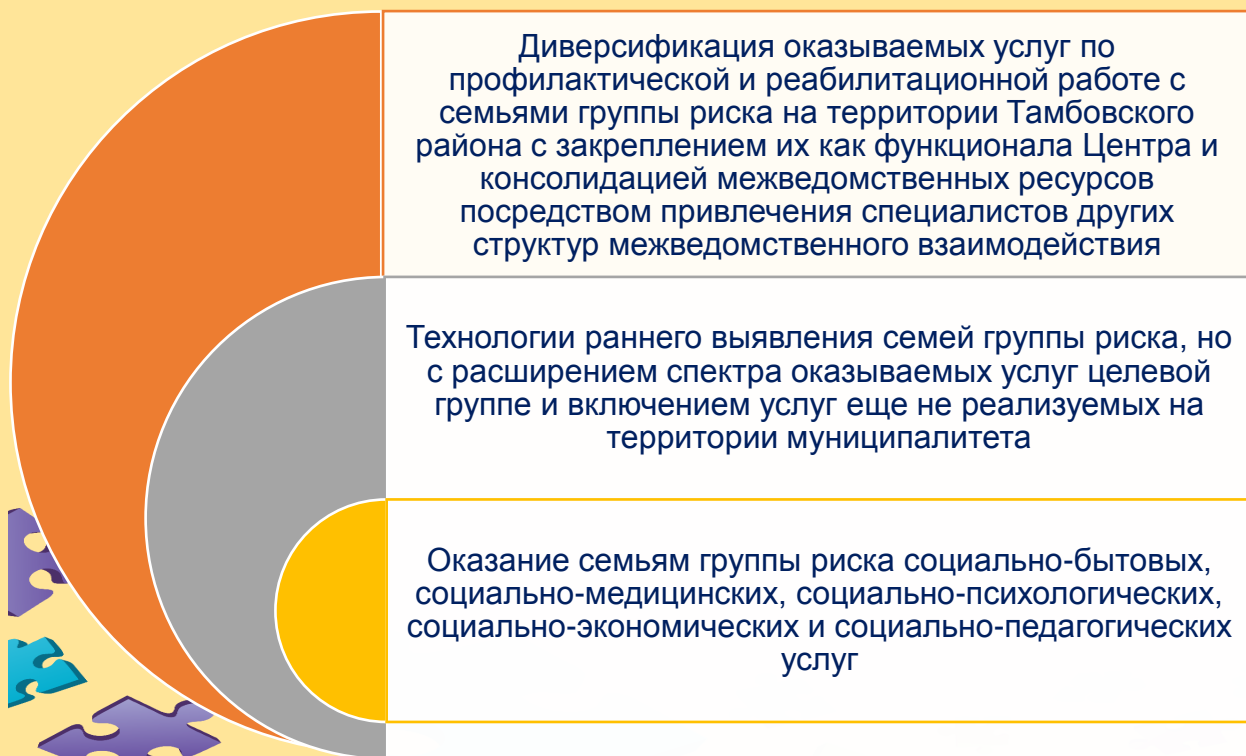 Диверсификация оказываемых услуг по
профилактической и реабилитационной работе с
семьями группы риска на территории Тамбовского
района с закреплением их как функционала Центра и
консолидацией межведомственных ресурсов
посредством привлечения специалистов других
структур межведомственного взаимодействия
Технологии раннего выявления семей группы риска, но
с расширением спектра оказываемых услуг целевой
группе и включением услуг еще не реализуемых на
территории муниципалитета
Оказание семьям группы риска социально-бытовых,
социально-медицинских, социально-психологических,
социально-экономических и социально-педагогических
услуг